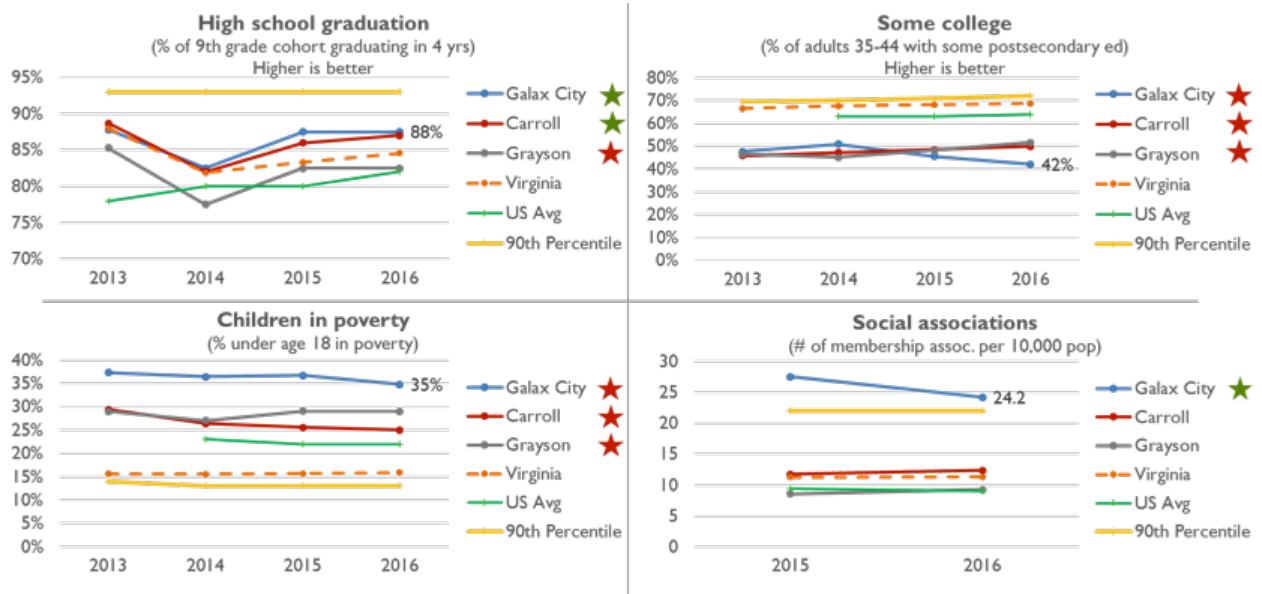 High school graduation
(% of 9th grade cohort graduating in 4 yrs)
Higher is better
95%
90%
85%
80%
75%
70%
88%
2013 2014 2015 2016
Galax City
Carroll
Grayson
Virginia
US Avg
90th Percentile
Some college
(% of adults 35-44 with some postsecondary ed)
Higher is better
80%
70%
60%
50%
40%
30%
20%
10%
0%
42%
2013 2014 2015 2016
Galax City
Carroll
Grayson
Virginia
US Avg
90th Percentile
Children in poverty
(% under age 18 in poverty)
40%
35%
30%
25%
20%
15%
10%
5%
0%
35%
2013 2014 2015 2016
Galax City
Carroll
Grayson
Virginia
US Avg
90th Percentile
Social associations
(# of membership assoc. per 10,000 pop)
30
25
20
15
10
5
0
24.2
2015 2016
Galax City
Carroll
Grayson
Virginia
US Avg
90th Percentile